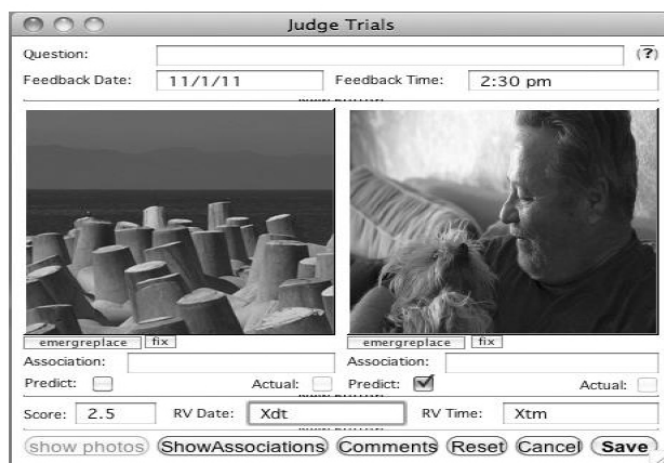 Judge Trials
Question: (?)
Feedback Date: 11/1/11 Feedback Time: 2:30 pm
emergreplace fix emergreplace fix
Association: Association:
Predict: Actual: Predict: Actual:
Score: 2.5 RV Date: Xdt RV Time: Xtm
show photos ShowAssociations Comments Reset Cancel Save